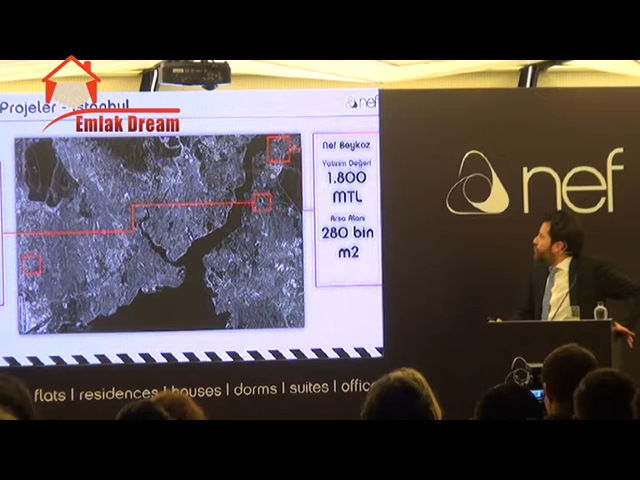 Projeler - İstanbul
nef
Emlak Dream
Nef Beykoz
Yatırım Değeri
1.800
MTL
Arsa Alanı
280 bin
m2
nef
flats | residences | houses | dorms | suites | offic